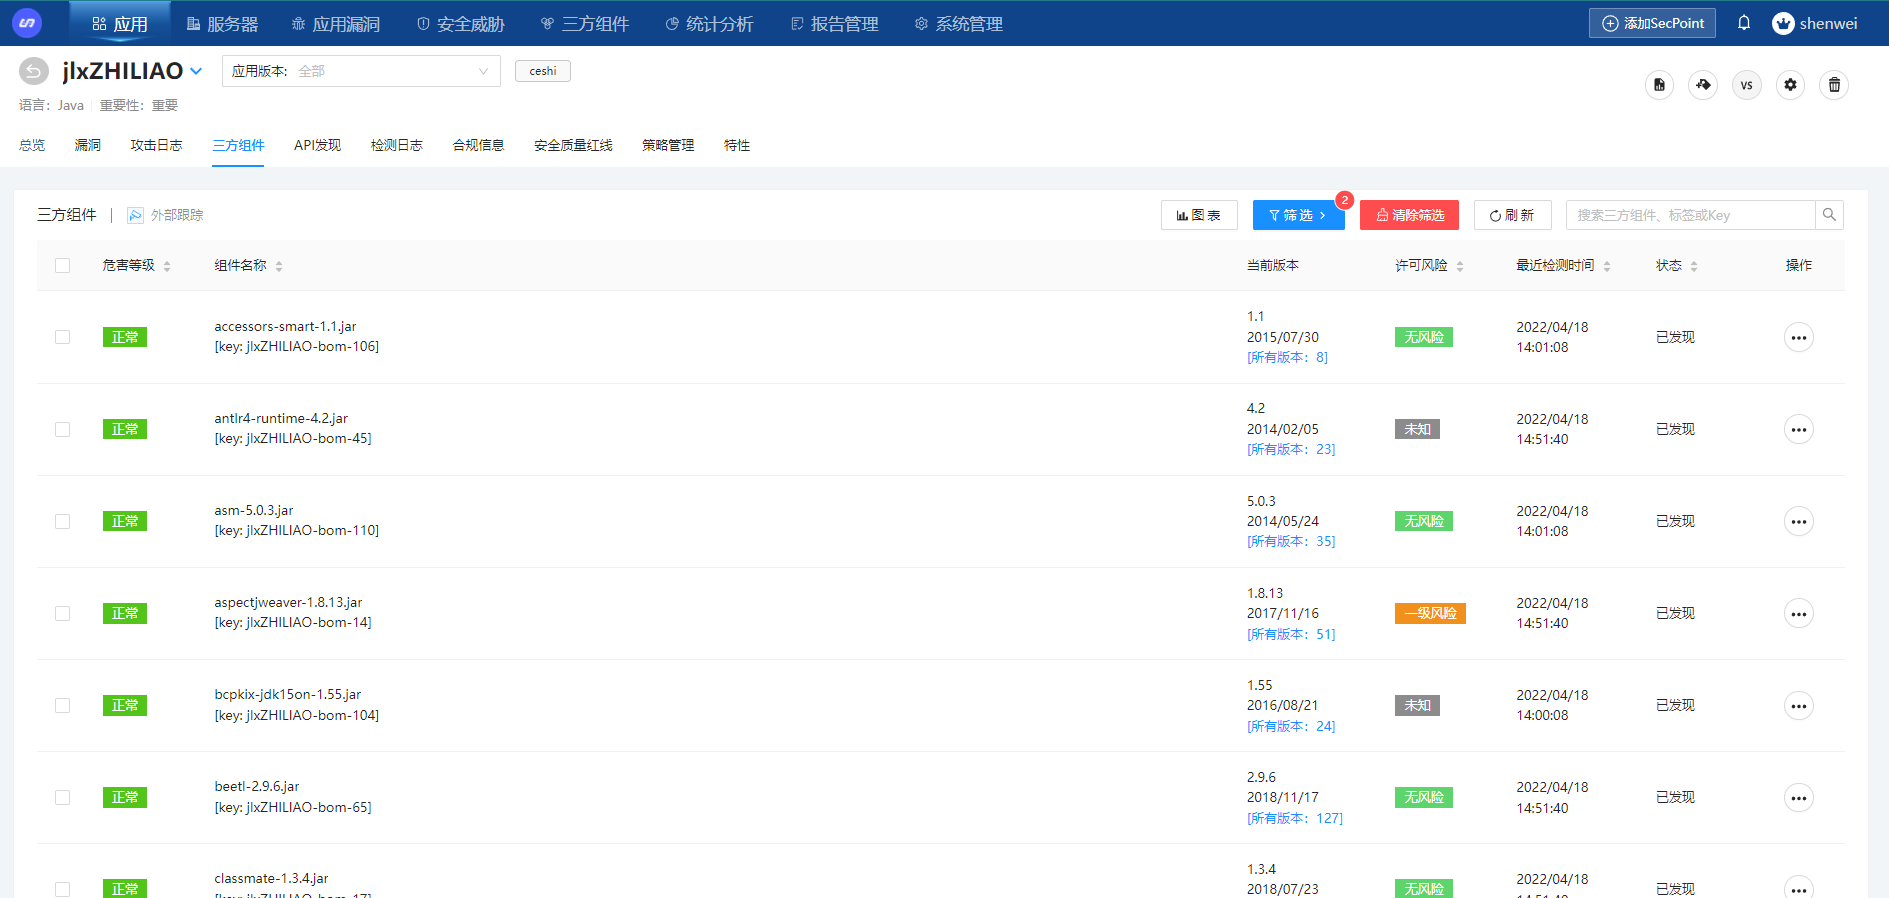 应用 服务器 应用漏洞 安全威胁 三方组件 统计分析 报告管理 系统管理 添加SecPoint shenwei
jlxZHILIAO 应用版本: 全部 ceshi
语言: Java 重要性: 重要
VS
总览 漏洞 攻击日志 三方组件 API发现 检测日志 合规信息 安全质量红线 策略管理 特性
三方组件 外部跟踪 图表 筛选 2 清除筛选 刷新 搜索三方组件、标签或Key
危害等级 组件名称 当前版本 许可风险 最近检测时间 状态 操作
正常
accessors-smart-1.1.jar
[key: jlxZHILIAO-bom-106]
1.1
2015/07/30
[所有版本: 8]
无风险
2022/04/18
14:01:08
已发现
正常
antlr4-runtime-4.2.jar
[key: jlxZHILIAO-bom-45]
4.2
2014/02/05
[所有版本: 23]
未知
2022/04/18
14:51:40
已发现
正常
asm-5.0.3.jar
[key: jlxZHILIAO-bom-110]
5.0.3
2014/05/24
[所有版本: 35]
无风险
2022/04/18
14:01:08
已发现
正常
aspectjweaver-1.8.13.jar
[key: jlxZHILIAO-bom-14]
1.8.13
2017/11/16
[所有版本: 51]
一级风险
2022/04/18
14:51:40
已发现
正常
bcpkix-jdk15on-1.55.jar
[key: jlxZHILIAO-bom-104]
1.55
2016/08/21
[所有版本: 24]
未知
2022/04/18
14:00:08
已发现
正常
beetl-2.9.6.jar
[key: jlxZHILIAO-bom-65]
2.9.6
2018/11/17
[所有版本: 127]
无风险
2022/04/18
14:51:40
已发现
正常
classmate-1.3.4.jar
1.3.4
2018/07/23
无风险
2022/04/18
已发现